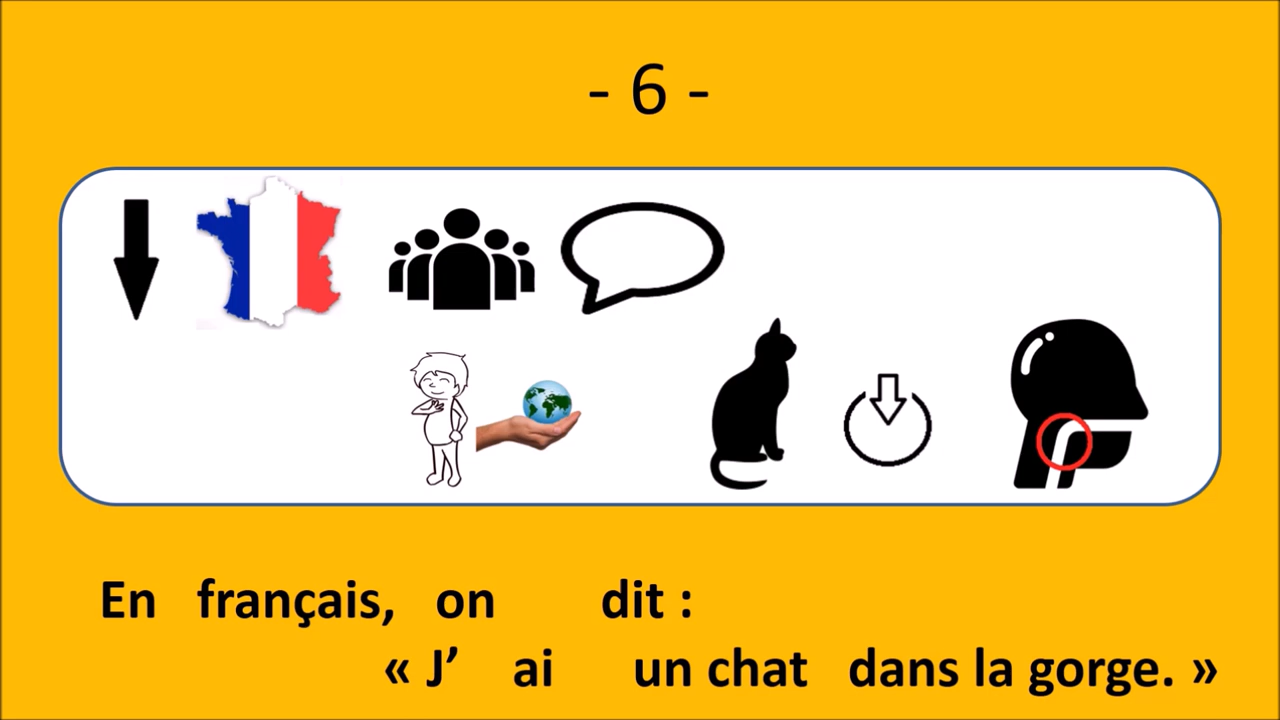 - 6 -
En français, on dit :
« J’ ai un chat dans la gorge. »